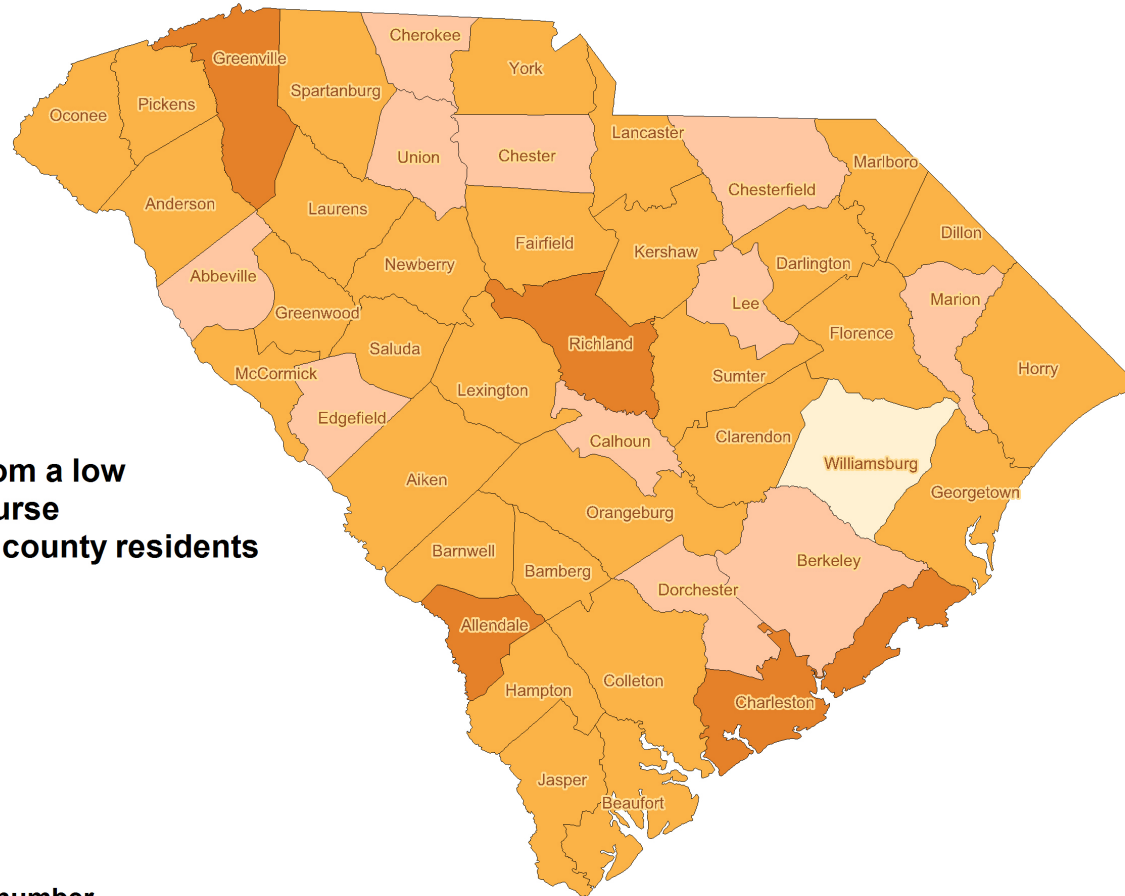 Cherokee
Greenville
York
Spartanburg
Pickens
Oconee
Lancaster
Union
Chester
Marlboro
Chesterfield
Anderson
Laurens
Dillon
Fairfield
Kershaw
Newberry
Darlington
Abbeville
Marion
Lee
Greenwood
Florence
Richland
Saluda
Horry
McCormick
Sumter
Lexington
Edgefield
Clarendon
Calhoun
Williamsburg
om a low
Aiken
Georgetown
urse
Orangeburg
county residents
Barnwell
Berkeley
Bamberg
Dorchester
Allendale
Colleton
Hampton
Charleston
Jasper
Beaufort
number